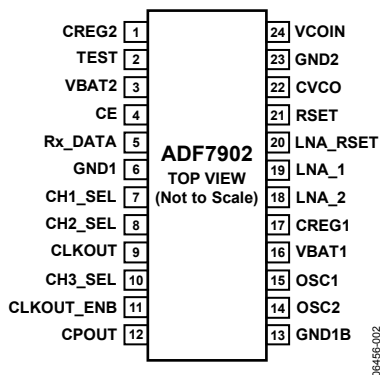 CREG2 1
TEST 2
VBAT2 3
CE 4
Rx_DATA 5
GND1 6
CH1_SEL 7
CH2_SEL 8
CLKOUT 9
CH3_SEL 10
CLKOUT_ENB 11
CPOUT 12
ADF7902
TOP VIEW
(Not to Scale)
24 VCOIN
23 GND2
22 CVCO
21 RSET
20 LNA_RSET
19 LNA_1
18 LNA_2
17 CREG1
16 VBAT1
15 OSC1
14 OSC2
13 GND1B
06456-002